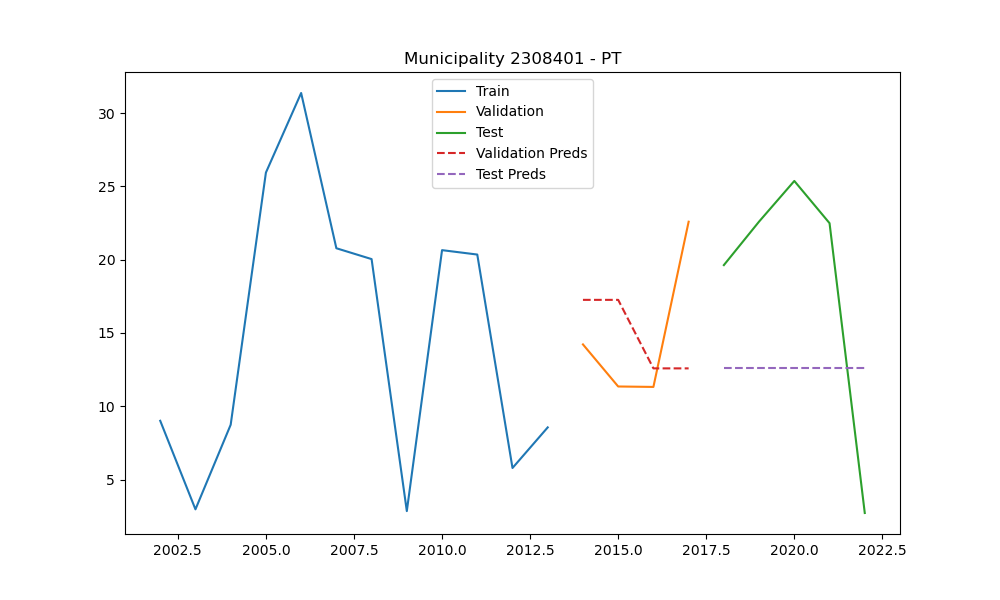 Municipality 2308401 - PT
Train
Validation
Test
Validation Preds
Test Preds
30
25
20
15
10
5
2002.5 2005.0 2007.5 2010.0 2012.5 2015.0 2017.5 2020.0 2022.5